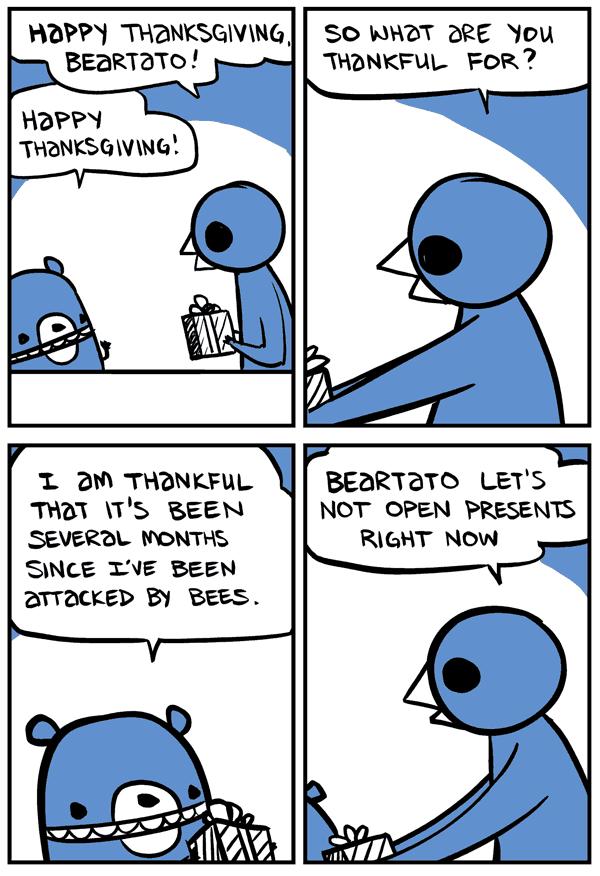 HAPPY THANKSGIVING,
BEARTATO!
HAPPY
THANKSGIVING!
SO WHAT ARE YOU
THANKFUL FOR?
I AM THANKFUL
THAT IT'S BEEN
SEVERAL MONTHS
SINCE I'VE BEEN
ATTACKED BY BEES.
BEARTATO LET'S
NOT OPEN PRESENTS
RIGHT NOW